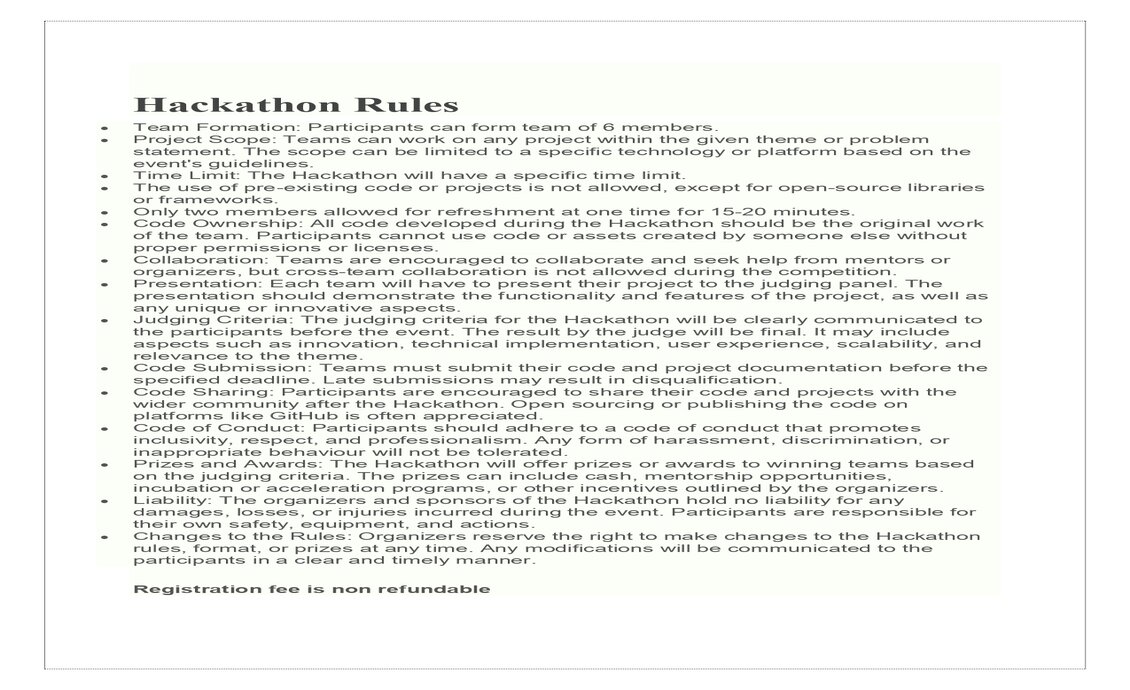 Hackathon Rules
• Team Formation: Participants can form team of 6 members.
• Project Scope: Teams can work on any project within the given theme or problem
statement. The scope can be limited to a specific technology or platform based on the
event's guidelines.
• Time Limit: The Hackathon will have a specific time limit.
• The use of pre-existing code or projects is not allowed, except for open-source libraries
or frameworks.
• Only two members allowed for refreshment at one time for 15-20 minutes.
• Code Ownership: All code developed during the Hackathon should be the original work
of the team. Participants cannot use code or assets created by someone else without
proper permissions or licenses.
• Collaboration: Teams are encouraged to collaborate and seek help from mentors or
organizers, but cross-team collaboration is not allowed during the competition.
• Presentation: Each team will have to present their project to the judging panel. The
presentation should demonstrate the functionality and features of the project, as well as
any unique or innovative aspects.
• Judging Criteria: The judging criteria for the Hackathon will be clearly communicated to
the participants before the event. The result by the judge will be final. It may include
aspects such as innovation, technical implementation, user experience, scalability, and
relevance to the theme.
• Code Submission: Teams must submit their code and project documentation before the
specified deadline. Late submissions may result in disqualification.
• Code Sharing: Participants are encouraged to share their code and projects with the
wider community after the Hackathon. Open sourcing or publishing the code on
platforms like GitHub is often appreciated.
• Code of Conduct: Participants should adhere to a code of conduct that promotes
inclusivity, respect, and professionalism. Any form of harassment, discrimination, or
inappropriate behaviour will not be tolerated.
• Prizes and Awards: The Hackathon will offer prizes or awards to winning teams based
on the judging criteria. The prizes can include cash, mentorship opportunities,
incubation or acceleration programs, or other incentives outlined by the organizers.
• Liability: The organizers and sponsors of the Hackathon hold no liability for any
damages, losses, or injuries incurred during the event. Participants are responsible for
their own safety, equipment, and actions.
• Changes to the Rules: Organizers reserve the right to make changes to the Hackathon
rules, format, or prizes at any time. Any modifications will be communicated to the
participants in a clear and timely manner.
Registration fee is non refundable